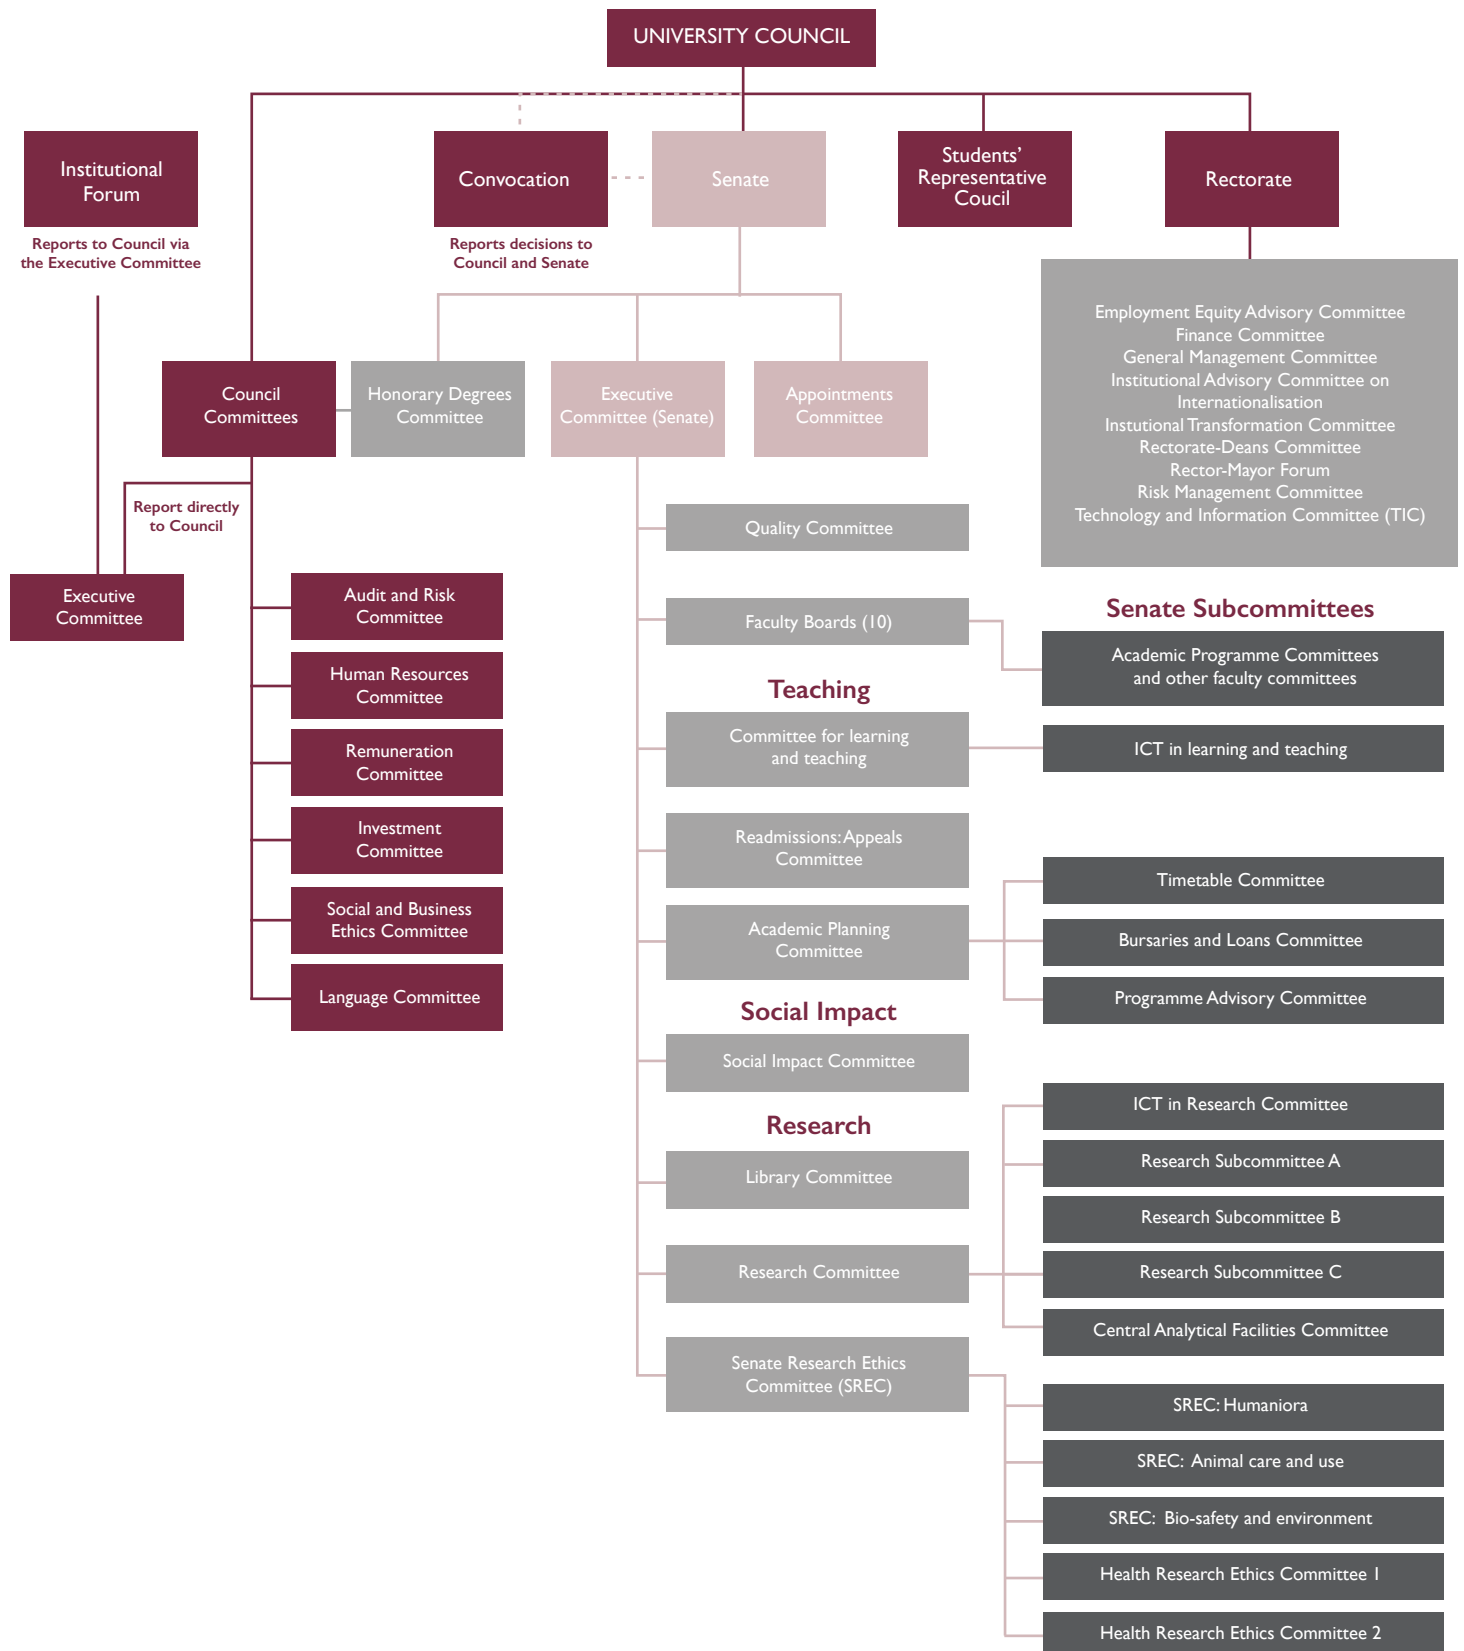 UNIVERSITY COUNCIL
Institutional
Forum
Reports to Council via
the Executive Committee
Convocation
Reports decisions to
Council and Senate
Senate
Students'
Representative
Coucil
Rectorate
Employment Equity Advisory Committee
Finance Committee
General Management Committee
Institutional Advisory Committee on
Internationalisation
Instutional Transformation Committee
Rectorate-Deans Committee
Rector-Mayor Forum
Risk Management Committee
Technology and Information Committee (TIC)
Council
Committees
Honorary Degrees
Committee
Executive
Committee (Senate)
Appointments
Committee
Report directly
to Council
Executive
Committee
Audit and Risk
Committee
Human Resources
Committee
Remuneration
Committee
Investment
Committee
Social and Business
Ethics Committee
Language Committee
Quality Committee
Faculty Boards (10)
Teaching
Committee for learning
and teaching
Readmissions: Appeals
Committee
Academic Planning
Committee
Social Impact
Social Impact Committee
Research
Library Committee
Research Committee
Senate Research Ethics
Committee (SREC)
Senate Subcommittees
Academic Programme Committees
and other faculty committees
ICT in learning and teaching
Timetable Committee
Bursaries and Loans Committee
Programme Advisory Committee
ICT in Research Committee
Research Subcommittee A
Research Subcommittee B
Research Subcommittee C
Central Analytical Facilities Committee
SREC: Humaniora
SREC: Animal care and use
SREC: Bio-safety and environment
Health Research Ethics Committee 1
Health Research Ethics Committee 2